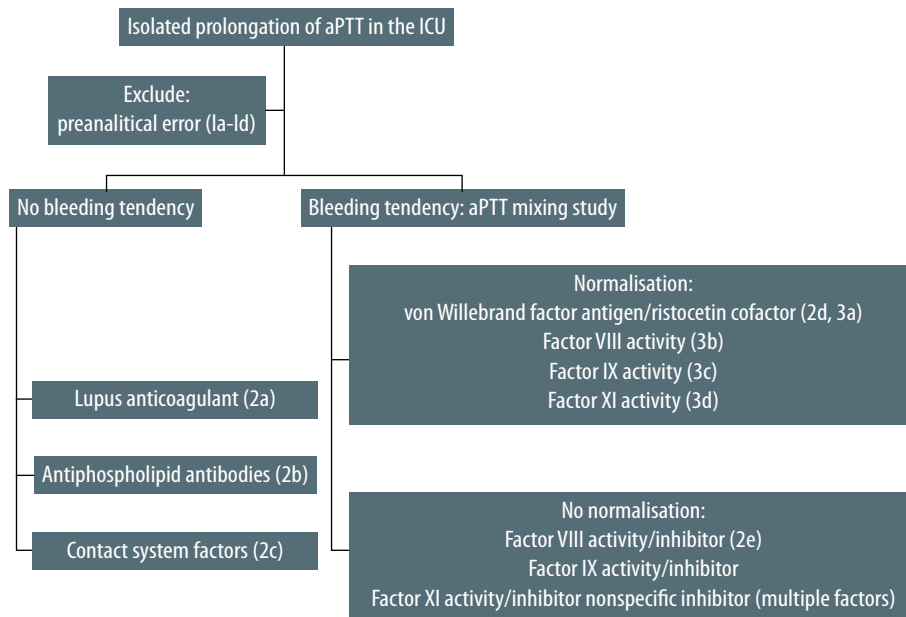 Isolated prolongation of aPTT in the ICU
Exclude:
preanalitical error (Ia-Id)
No bleeding tendency
Bleeding tendency: aPTT mixing study
Normalisation:
von Willebrand factor antigen/ristocetin cofactor (2d, 3a)
Factor VIII activity (3b)
Factor IX activity (3c)
Factor XI activity (3d)
Lupus anticoagulant (2a)
Antiphospholipid antibodies (2b)
Contact system factors (2c)
No normalisation:
Factor VIII activity/inhibitor (2e)
Factor IX activity/inhibitor
Factor XI activity/inhibitor nonspecific inhibitor (multiple factors)